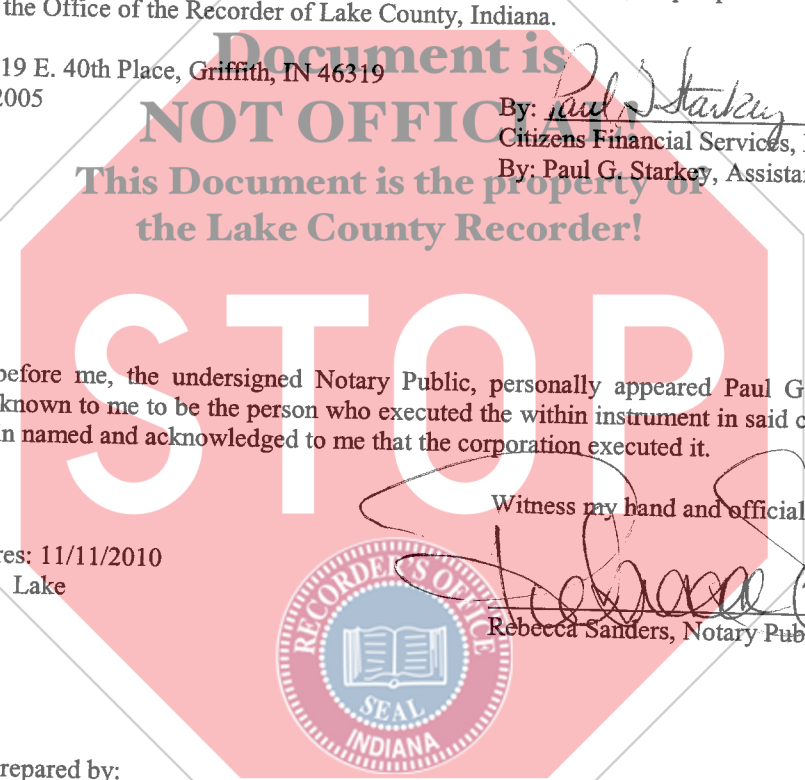 the Office of the Recorder of Lake County, Indiana.
Document is
19 E. 40th Place, Griffith, IN 46319
2005
NOT OFFICIAL!
By: Paul G Starkey
Citizens Financial Services,
This Document is the property of
By: Paul G. Starkey, Assista
the Lake County Recorder!
STOP
before me, the undersigned Notary Public, personally appeared Paul G
known to me to be the person who executed the within instrument in said c
in named and acknowledged to me that the corporation executed it.
Witness my hand and official
res: 11/11/2010
Lake
RECORDER'S OFFICE
SEAL
INDIANA
Rebecca Sanders, Notary Pub
repared by: